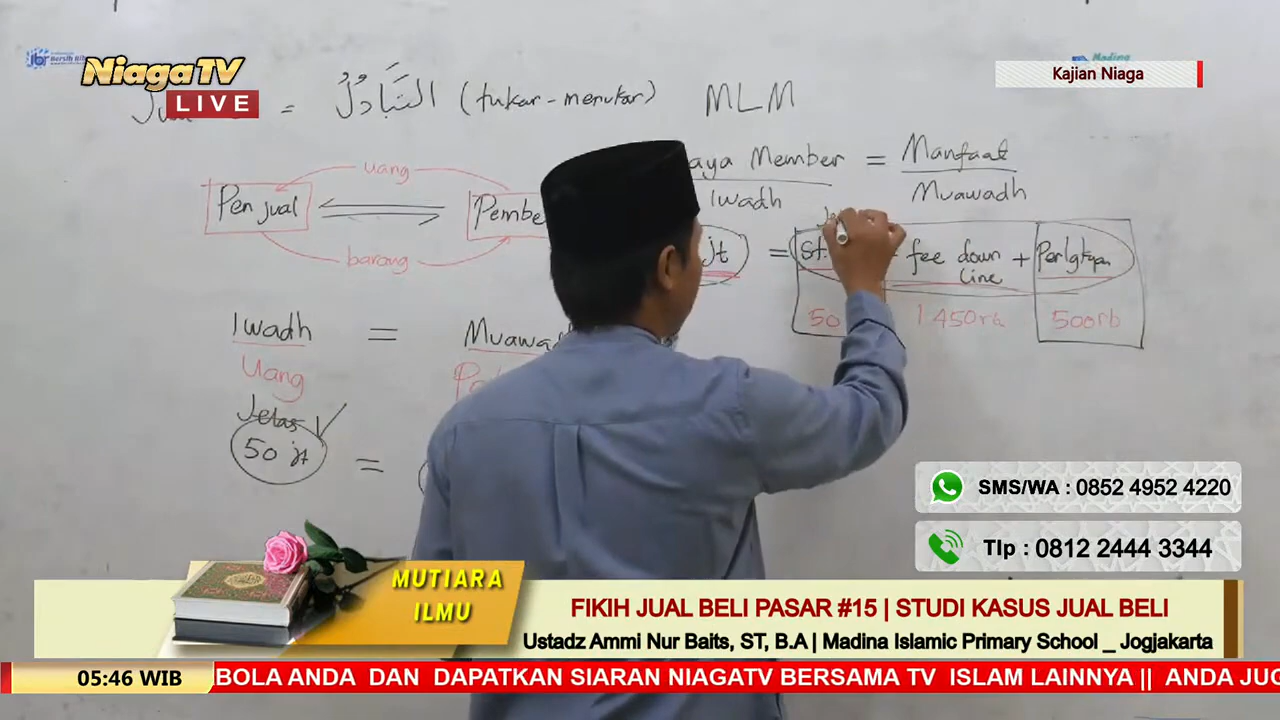 NiagaTV
LIVE
Kajian Niaga
= التَّبَادُلُ (tukar-menukar) MLM
uang
Penjual
barang
aya Member = Manfaat
Iwadh Muawadh
jt = fee down line +
50 1.450rb 500rb
Iwadh =
Uang
Jelas
50 jt =
SMS/WA : 0852 4952 4220
Tlp : 0812 2444 3344
MUTIARA
ILMU
FIKIH JUAL BELI PASAR #15 | STUDI KASUS JUAL BELI
Ustadz Ammi Nur Baits, ST, B.A | Madina Islamic Primary School _ Jogjakarta
05:46 WIB
BOLA ANDA DAN DAPATKAN SIARAN NIAGATV BERSAMA TV ISLAM LAINNYA || ANDA JUG